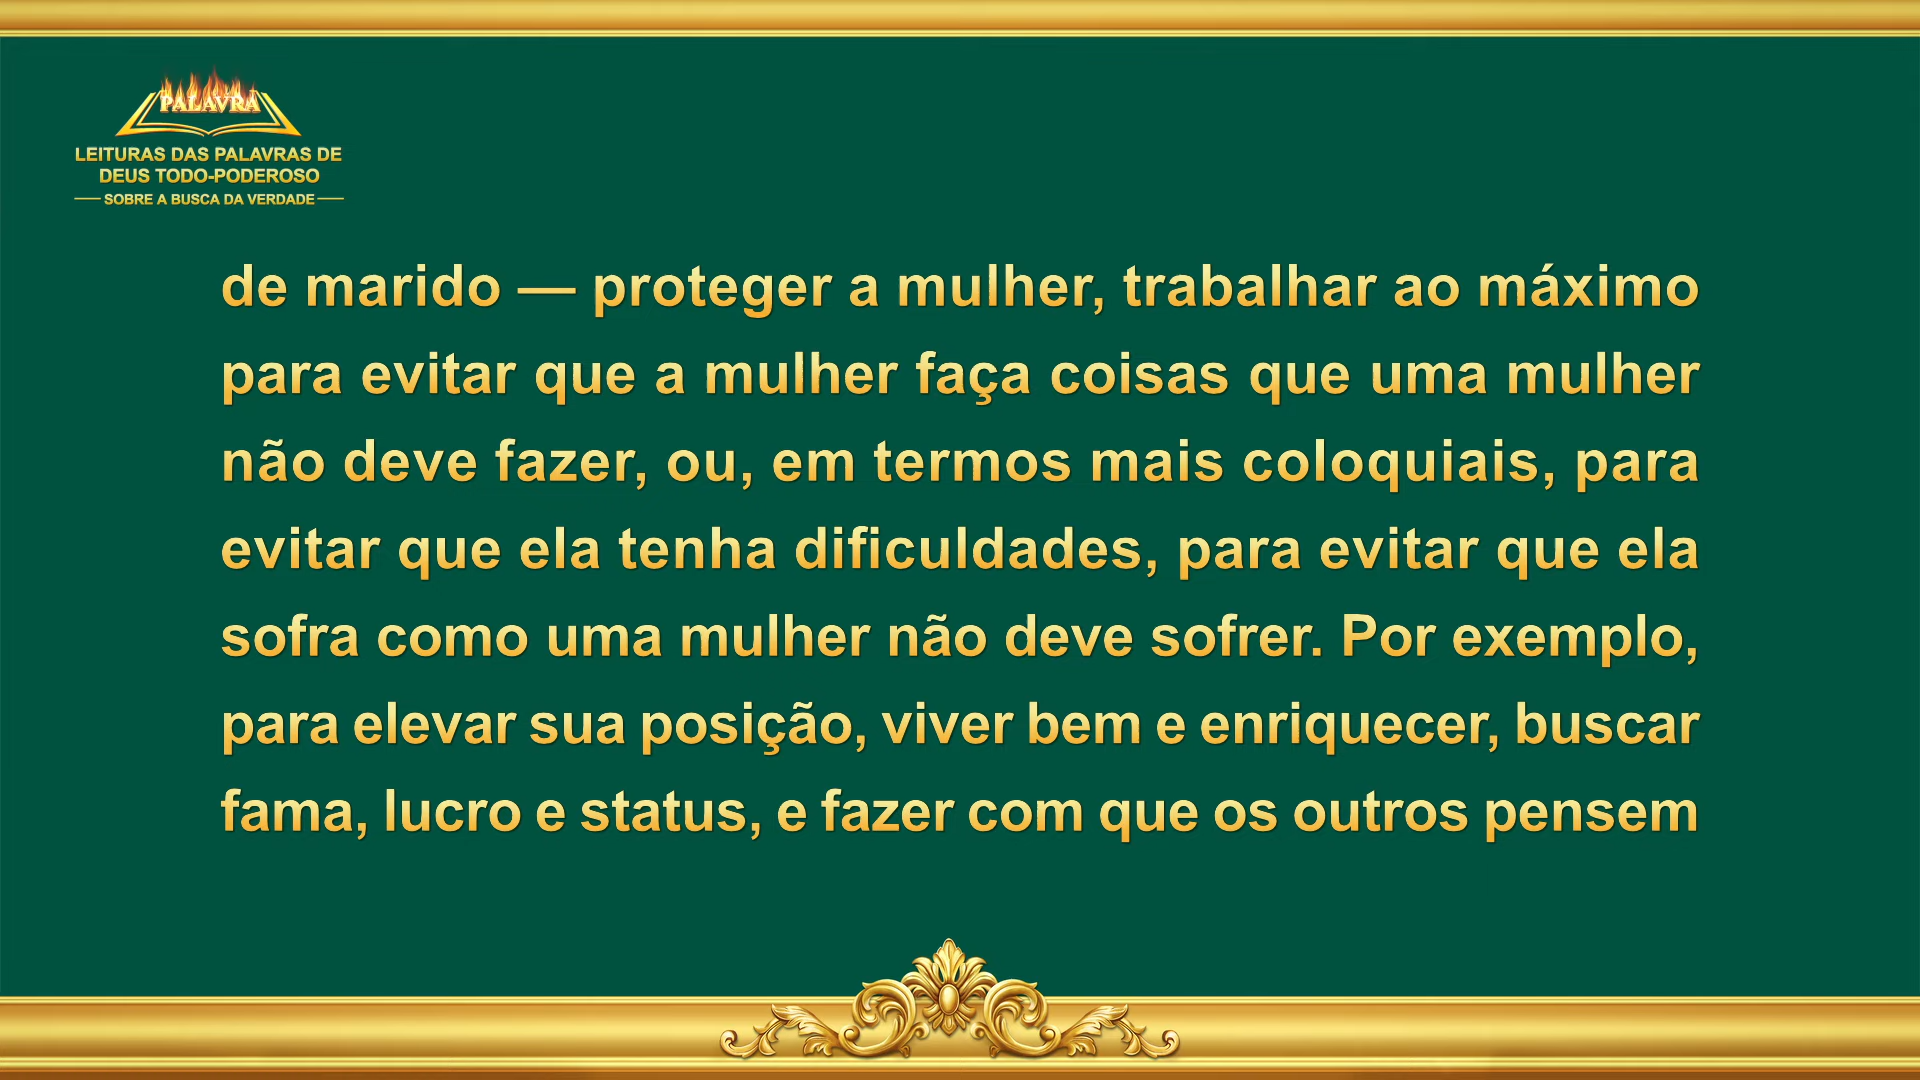 PALAVRA
LEITURAS DAS PALAVRAS DE
DEUS TODO-PODEROSO
SOBRE A BUSCA DA VERDADE
de marido — proteger a mulher, trabalhar ao máximo
para evitar que a mulher faça coisas que uma mulher
não deve fazer, ou, em termos mais coloquiais, para
evitar que ela tenha dificuldades, para evitar que ela
sofra como uma mulher não deve sofrer. Por exemplo,
para elevar sua posição, viver bem e enriquecer, buscar
fama, lucro e status, e fazer com que os outros pensem